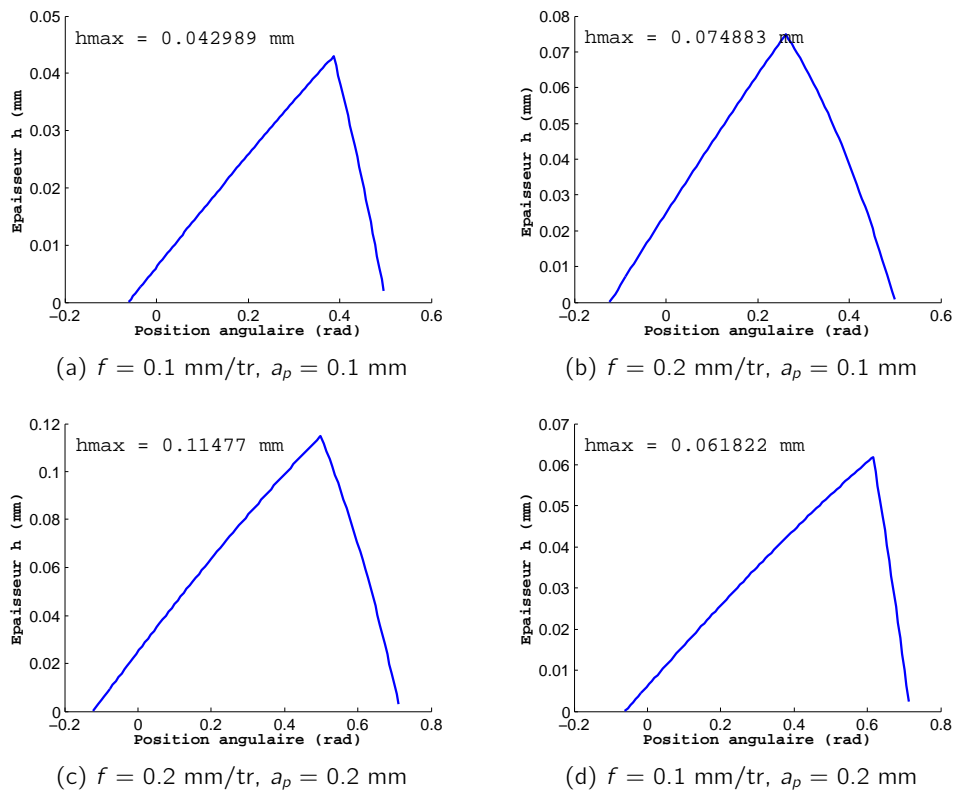 hmax = 0.042989 mm
0.05
0.04
0.03
0.02
0.01
0
Epaisseur h (mm
−0.2 0 0.2 0.4 0.6
Position angulaire (rad)
(a) f = 0.1 mm/tr, ap = 0.1 mm
hmax = 0.074883 mm
0.08
0.07
0.06
0.05
0.04
0.03
0.02
0.01
0
Epaisseur h (mm)
−0.2 0 0.2 0.4 0.6
Position angulaire (rad)
(b) f = 0.2 mm/tr, ap = 0.1 mm
hmax = 0.11477 mm
0.12
0.1
0.08
0.06
0.04
0.02
0
Epaisseur h (mm)
−0.2 0 0.2 0.4 0.6 0.8
Position angulaire (rad)
(c) f = 0.2 mm/tr, ap = 0.2 mm
hmax = 0.061822 mm
0.07
0.06
0.05
0.04
0.03
0.02
0.01
0
Epaisseur h (mm)
−0.2 0 0.2 0.4 0.6 0.8
Position angulaire (rad)
(d) f = 0.1 mm/tr, ap = 0.2 mm